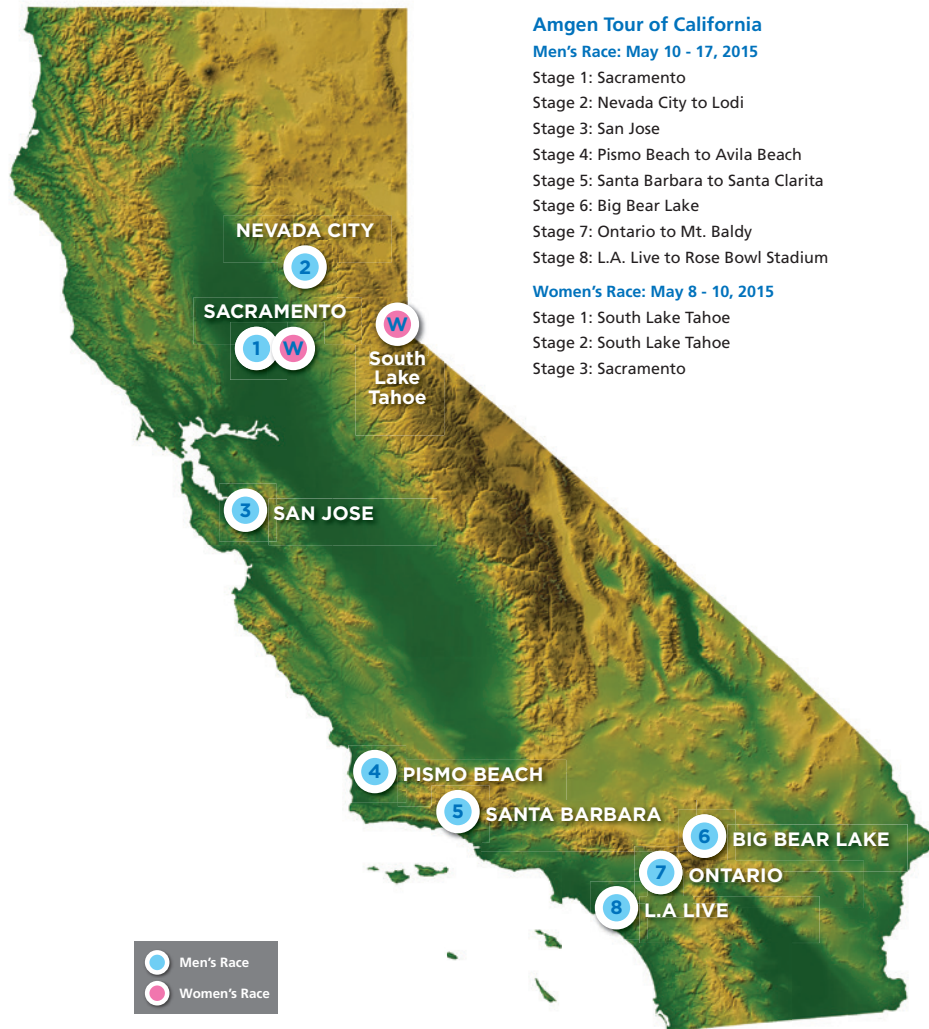 Amgen Tour of California
Men's Race: May 10 - 17, 2015
Stage 1: Sacramento
Stage 2: Nevada City to Lodi
Stage 3: San Jose
Stage 4: Pismo Beach to Avila Beach
Stage 5: Santa Barbara to Santa Clarita
Stage 6: Big Bear Lake
Stage 7: Ontario to Mt. Baldy
Stage 8: L.A. Live to Rose Bowl Stadium
Women's Race: May 8 - 10, 2015
Stage 1: South Lake Tahoe
Stage 2: South Lake Tahoe
Stage 3: Sacramento
NEVADA CITY
2
SACRAMENTO
1 W
W
South
Lake
Tahoe
3 SAN JOSE
4 PISMO BEACH
5 SANTA BARBARA
6 BIG BEAR LAKE
7 ONTARIO
8 L.A LIVE
Men's Race
Women's Race